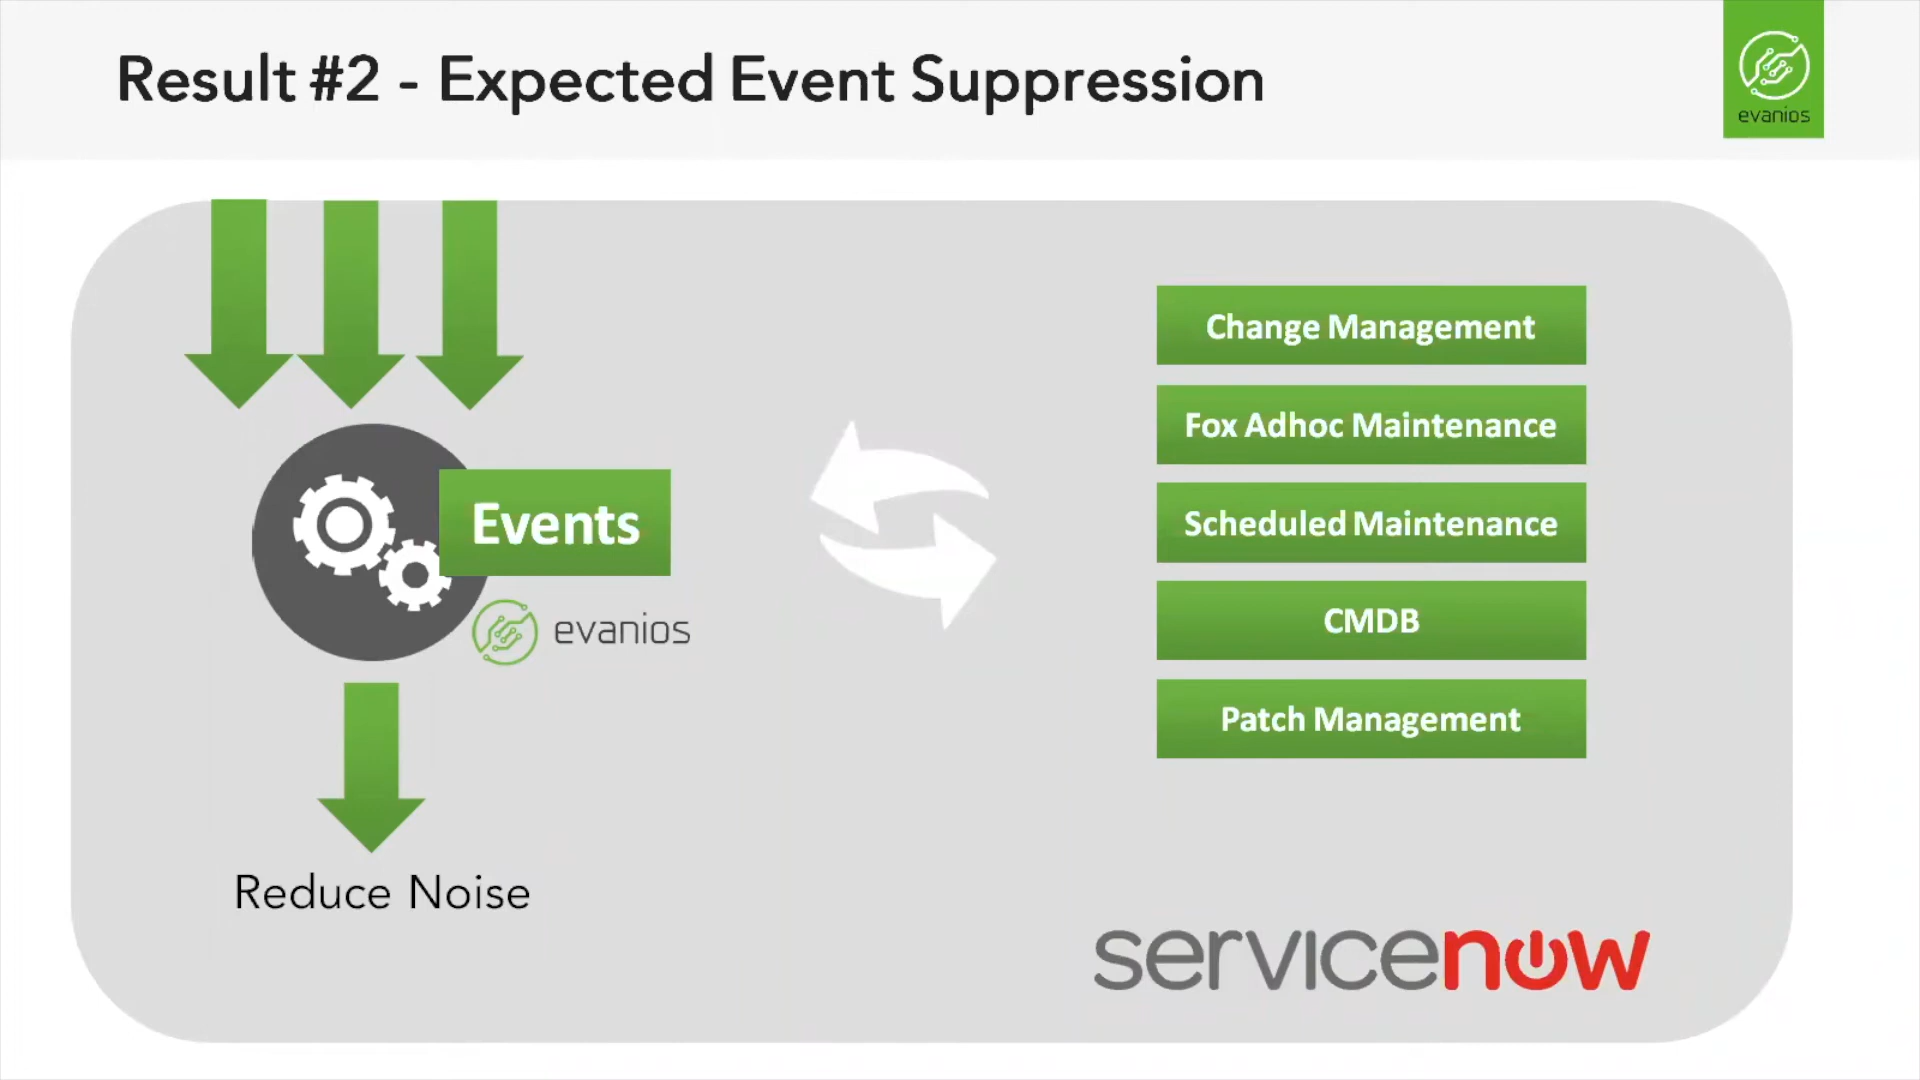 Result #2 - Expected Event Suppression
evanios
Change Management
Fox Adhoc Maintenance
Scheduled Maintenance
CMDB
Patch Management
Events
evanios
Reduce Noise
servicenow